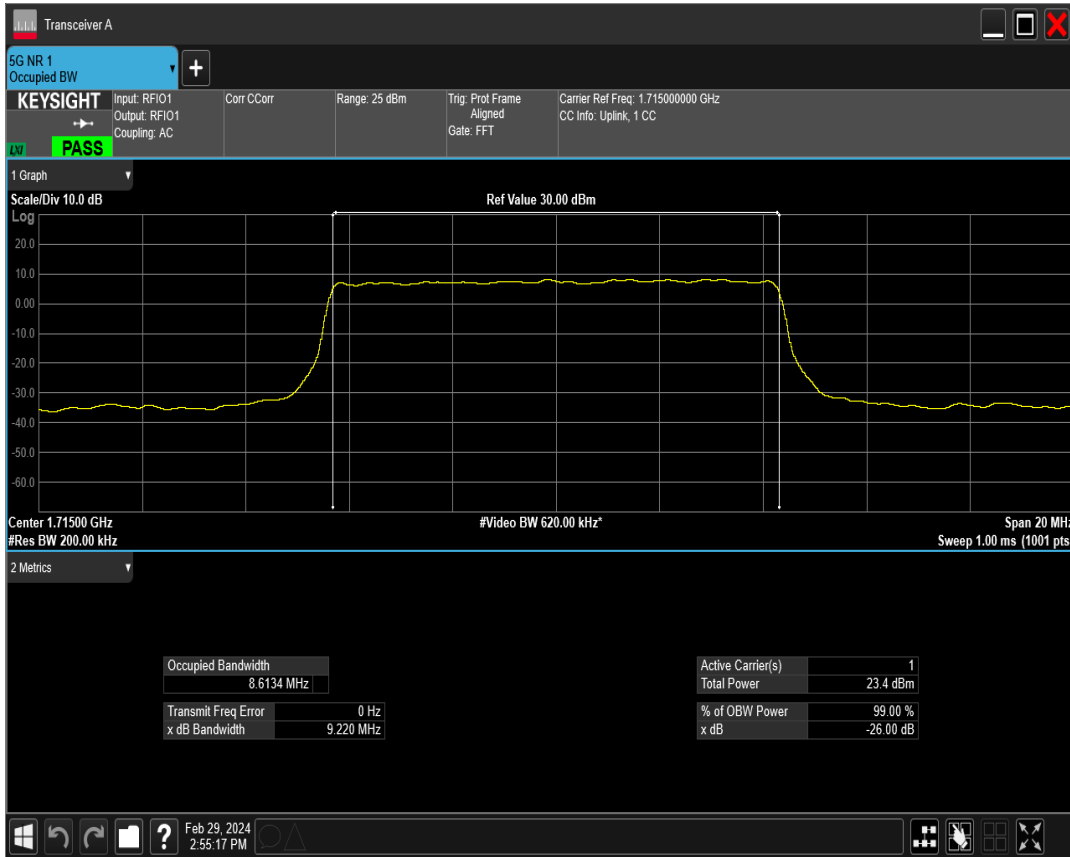 Transceiver A
5G NR 1
Occupied BW
+
KEYSIGHT
LXI
PASS
Input: RFIO1
Output: RFIO1
Coupling: AC
Corr CCorr
Range: 25 dBm
Trig: Prot Frame
Aligned
Gate: FFT
Carrier Ref Freq: 1.715000000 GHz
CC Info: Uplink, 1 CC
1 Graph
Scale/Div 10.0 dB
Ref Value 30.00 dBm
Log
20.0
10.0
0.00
-10.0
-20.0
-30.0
-40.0
-50.0
-60.0
Center 1.71500 GHz
#Video BW 620.00 kHz*
Span 20 MHz
#Res BW 200.00 kHz
Sweep 1.00 ms (1001 pts
2 Metrics
Occupied Bandwidth
8.6134 MHz
Transmit Freq Error 0 Hz
x dB Bandwidth 9.220 MHz
Active Carrier(s) 1
Total Power 23.4 dBm
% of OBW Power 99.00 %
x dB -26.00 dB
?
Feb 29, 2024
2:55:17 PM